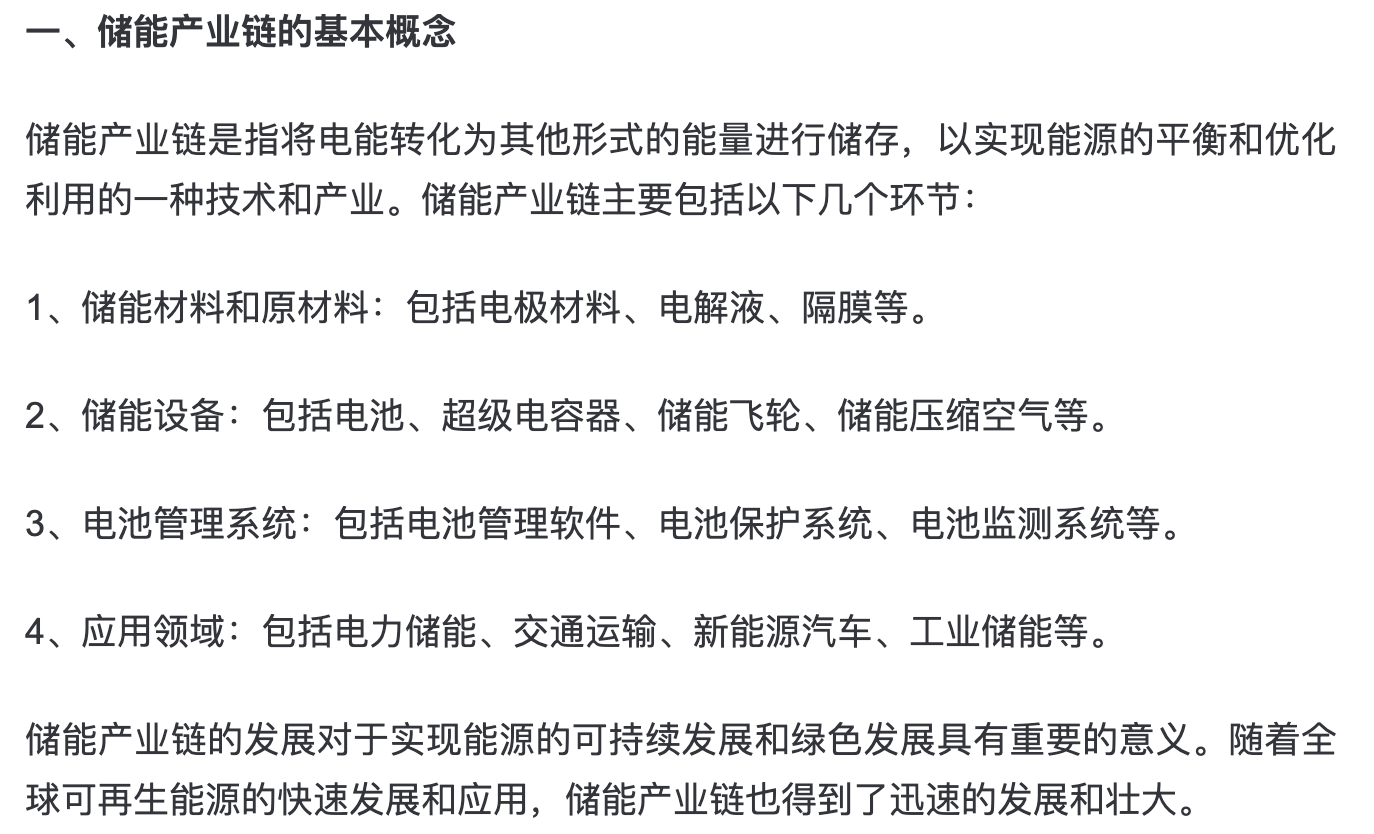 一、储能产业链的基本概念
储能产业链是指将电能转化为其他形式的能量进行储存，以实现能源的平衡和优化
利用的一种技术和产业。储能产业链主要包括以下几个环节：
1、储能材料和原材料：包括电极材料、电解液、隔膜等。
2、储能设备：包括电池、超级电容器、储能飞轮、储能压缩空气等。
3、电池管理系统：包括电池管理软件、电池保护系统、电池监测系统等。
4、应用领域：包括电力储能、交通运输、新能源汽车、工业储能等。
储能产业链的发展对于实现能源的可持续发展和绿色发展具有重要的意义。随着全
球可再生能源的快速发展和应用，储能产业链也得到了迅速的发展和壮大。